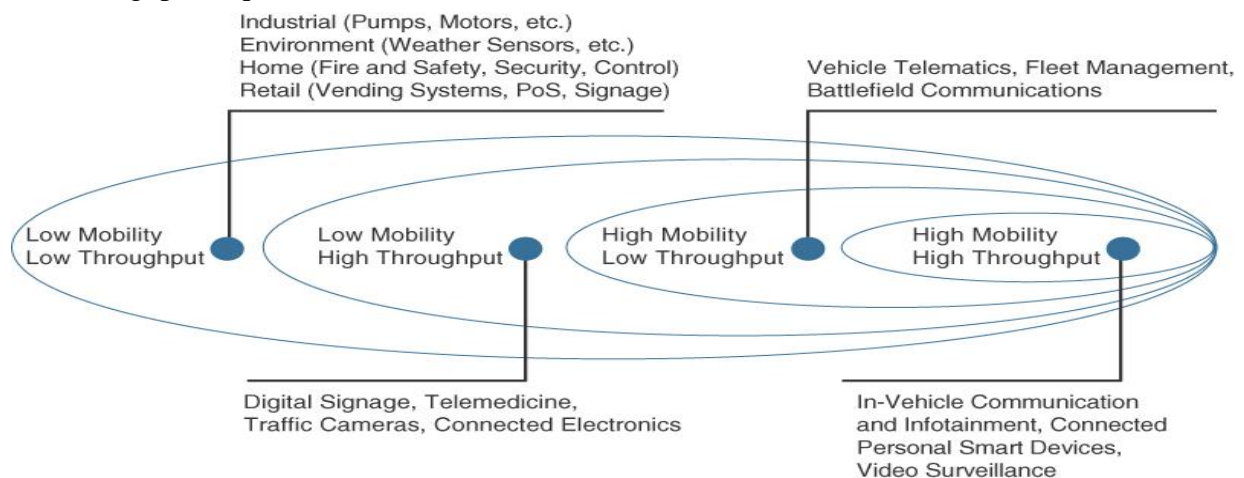 Industrial (Pumps, Motors, etc.)
Environment (Weather Sensors, etc.)
Home (Fire and Safety, Security, Control)
Retail (Vending Systems, PoS, Signage)
Vehicle Telematics, Fleet Management,
Battlefield Communications
Low Mobility
Low Throughput
Low Mobility
High Throughput
High Mobility
Low Throughput
High Mobility
High Throughput
Digital Signage, Telemedicine,
Traffic Cameras, Connected Electronics
In-Vehicle Communication
and Infotainment, Connected
Personal Smart Devices,
Video Surveillance